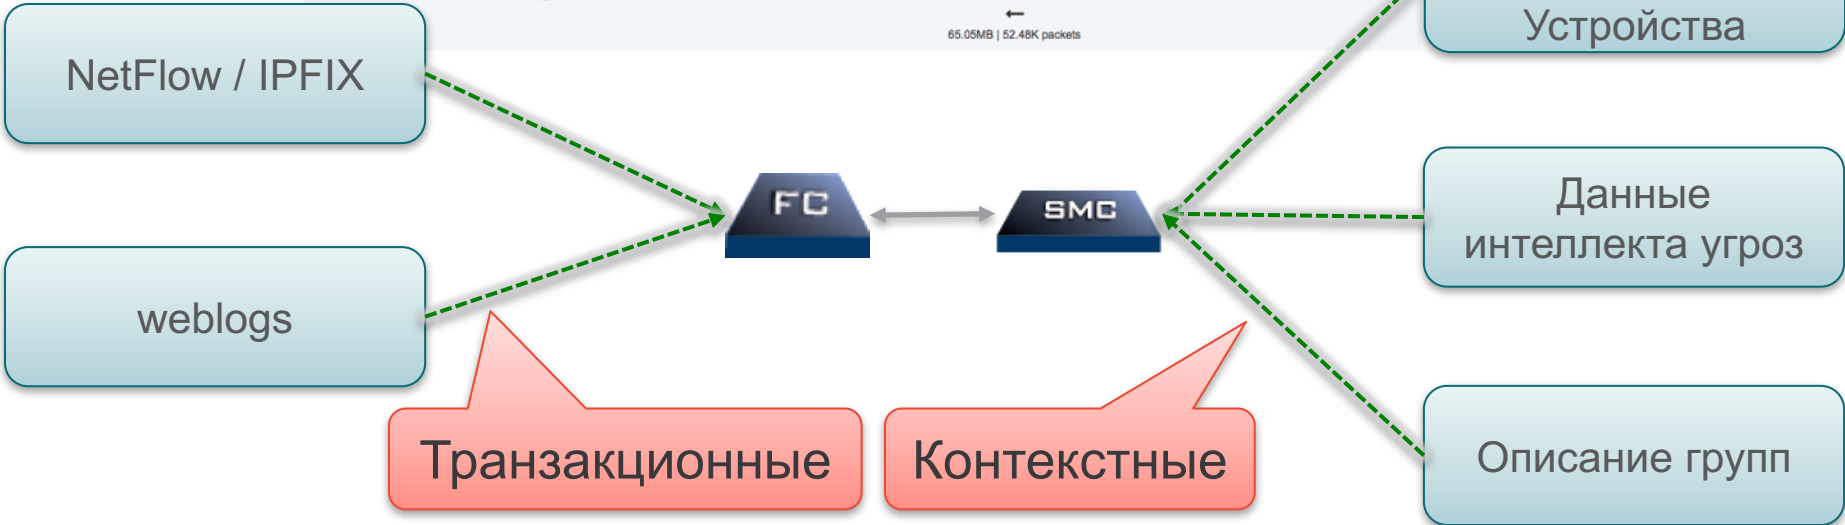 65.05MB | 52.48K packets
Устройства
NetFlow / IPFIX
FC
SMC
Данные
интеллекта угроз
weblogs
Транзакционные
Контекстные
Описание групп